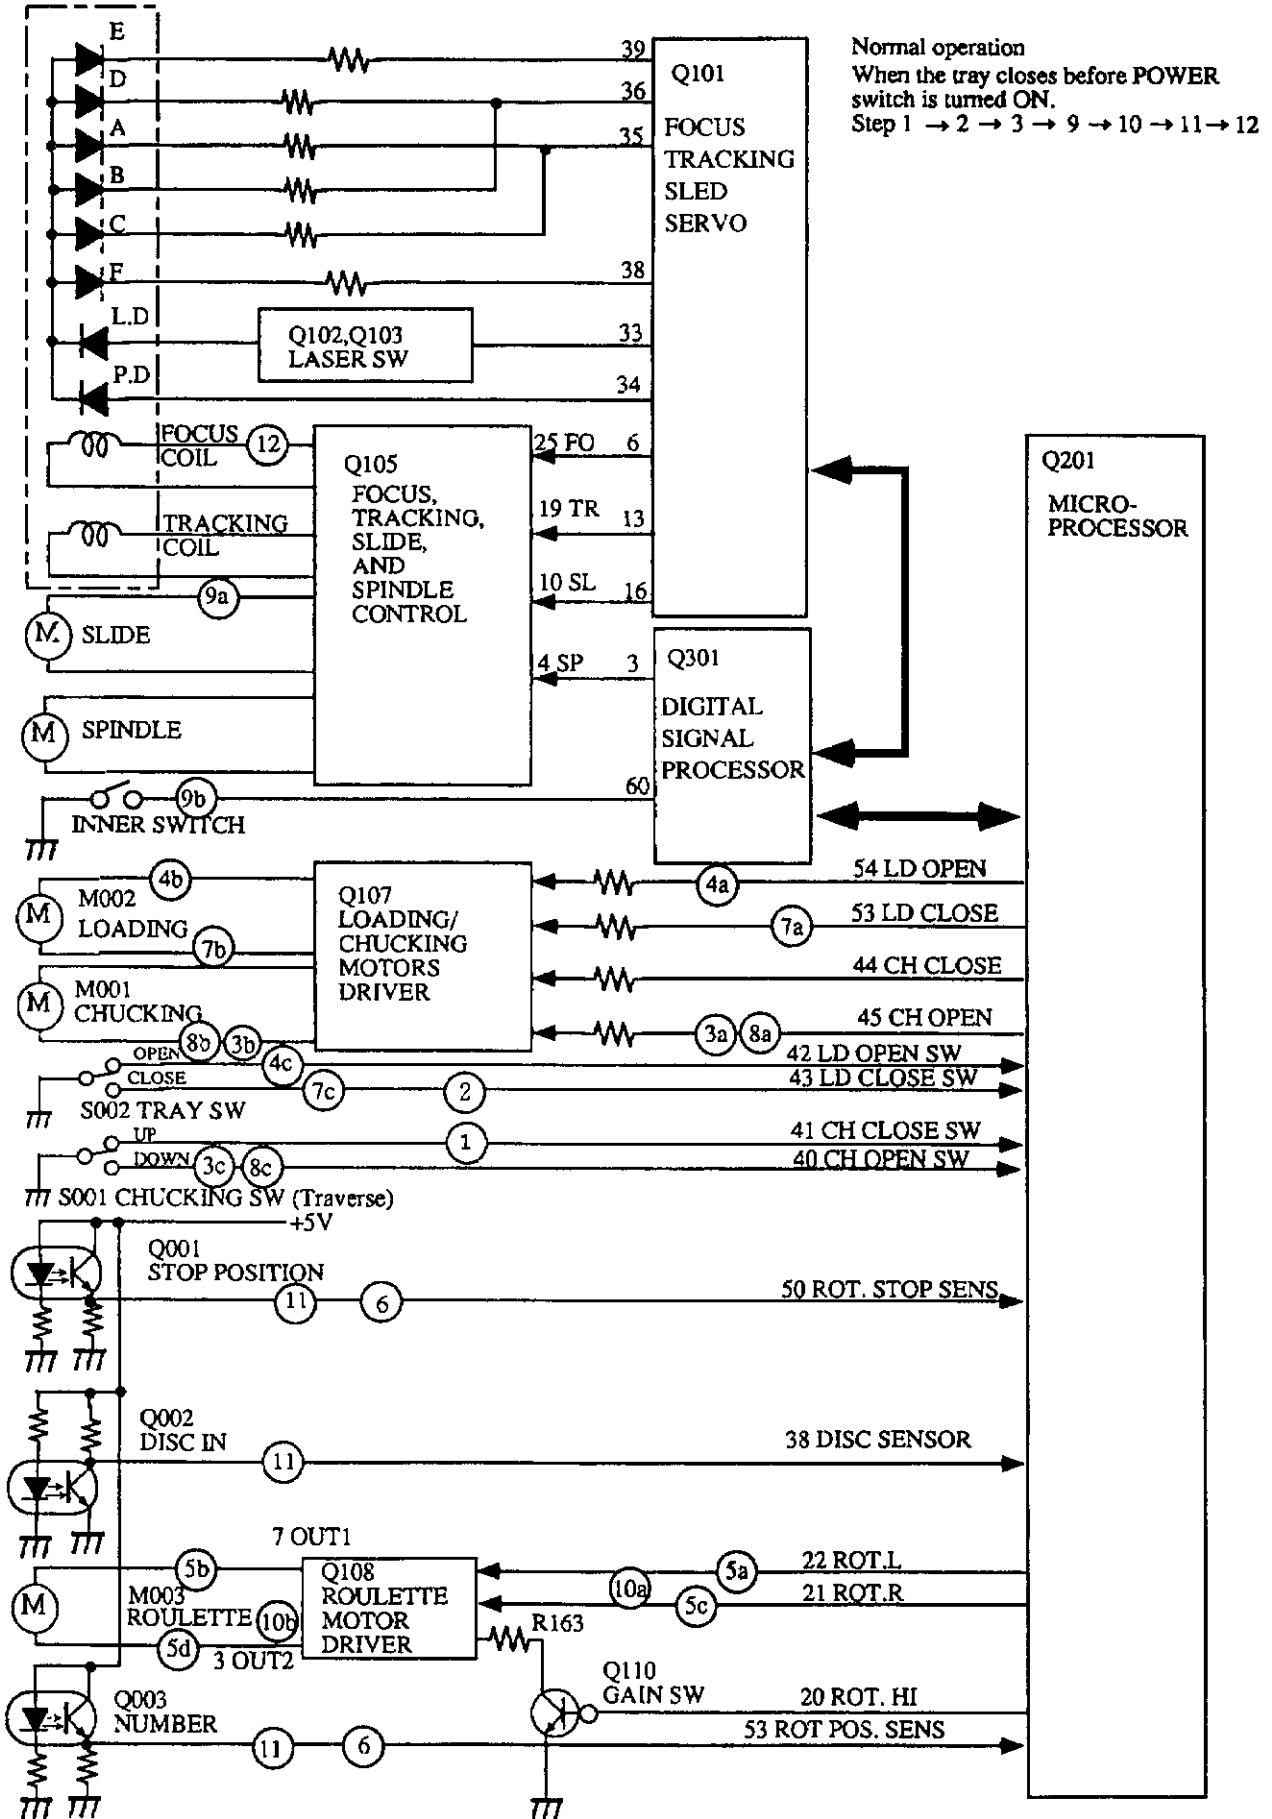 E
D
A
B
C
F
L.D
P.D
39
36
35
38
33
34
Q101
FOCUS
TRACKING
SLED
SERVO
Normal operation
When the tray closes before POWER
switch is turned ON.
Step 1 → 2 → 3 → 9 → 10 → 11 → 12
Q102,Q103
LASER SW
FOCUS
COIL
12
TRACKING
COIL
9a
M
SLIDE
M
SPINDLE
Q105
FOCUS,
TRACKING,
SLIDE,
AND
SPINDLE
CONTROL
25 FO 6
19 TR 13
10 SL 16
4 SP 3
Q301
DIGITAL
SIGNAL
PROCESSOR
60
Q201
MICRO-
PROCESSOR
9b
INNER SWITCH
4b
M
M002
LOADING
7b
M
M001
CHUCKING
8b 3b
Q107
LOADING/
CHUCKING
MOTORS
DRIVER
4a
54 LD OPEN
7a
53 LD CLOSE
44 CH CLOSE
3a 8a
45 CH OPEN
OPEN
4c
42 LD OPEN SW
CLOSE
7c
2
43 LD CLOSE SW
S002 TRAY SW
UP
1
41 CH CLOSE SW
DOWN
3c 8c
40 CH OPEN SW
S001 CHUCKING SW (Traverse)
+5V
Q001
STOP POSITION
11 6
50 ROT. STOP SENS
Q002
DISC IN
11
38 DISC SENSOR
7 OUT1
5b
M
M003
ROULETTE
10b
5d
3 OUT2
Q108
ROULETTE
MOTOR
DRIVER
5a
22 ROT.L
10a
5c
21 ROT.R
R163
Q110
GAIN SW
20 ROT. HI
Q003
NUMBER
11 6
53 ROT POS. SENS